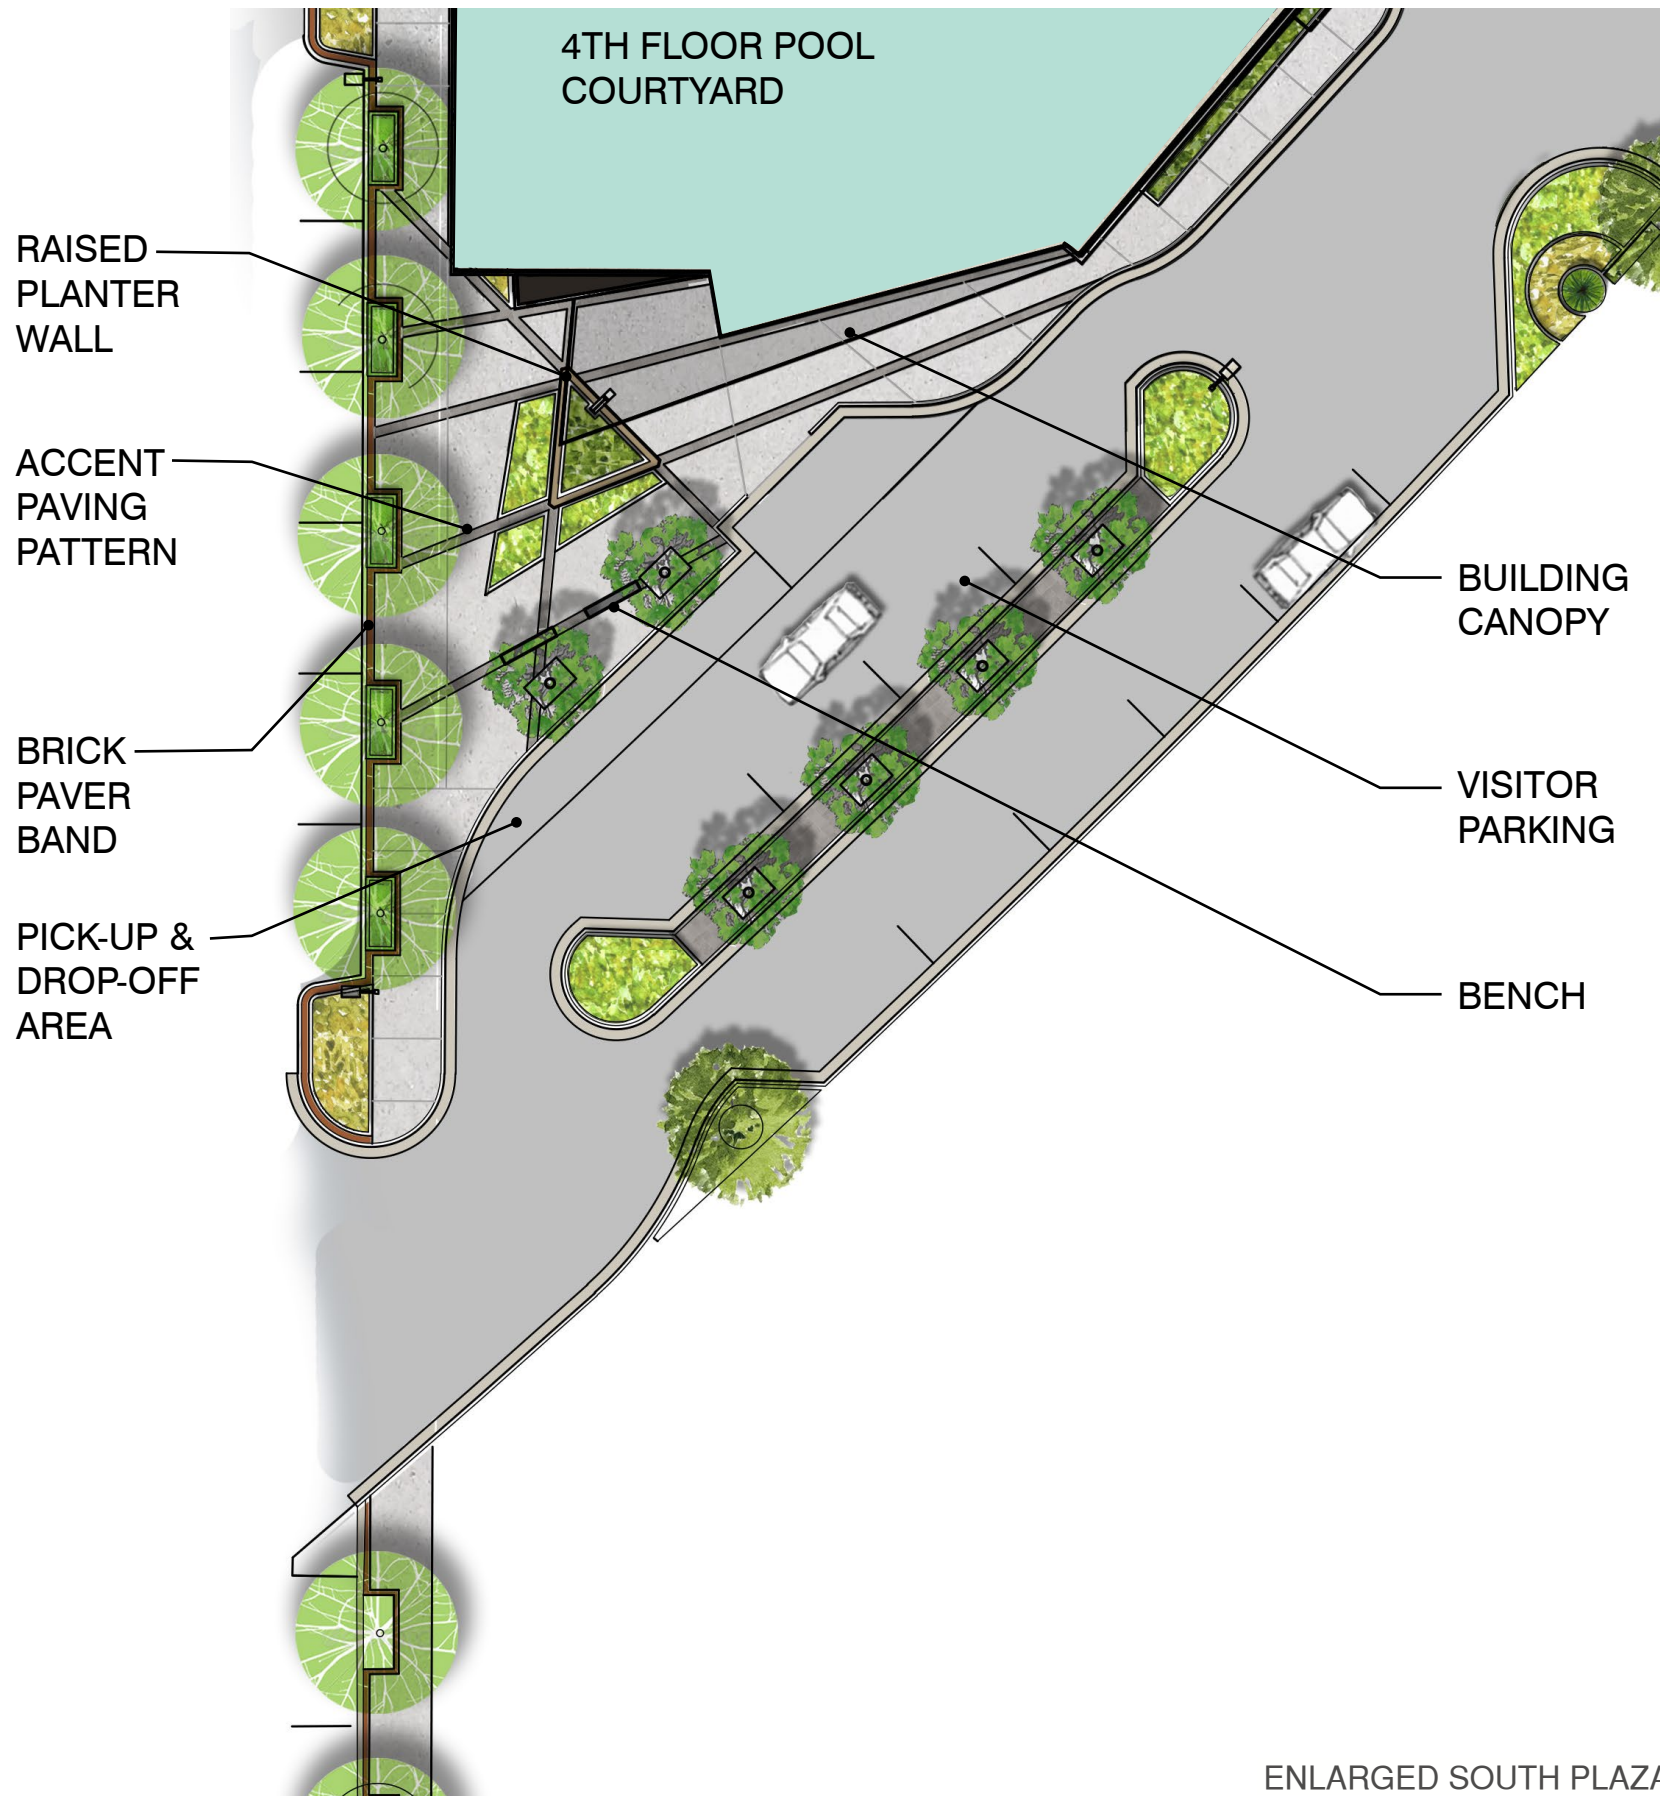 4TH FLOOR POOL
COURTYARD
RAISED
PLANTER
WALL
ACCENT
PAVING
PATTERN
BRICK
PAVER
BAND
PICK-UP &
DROP-OFF
AREA
BUILDING
CANOPY
VISITOR
PARKING
BENCH
ENLARGED SOUTH PLAZA